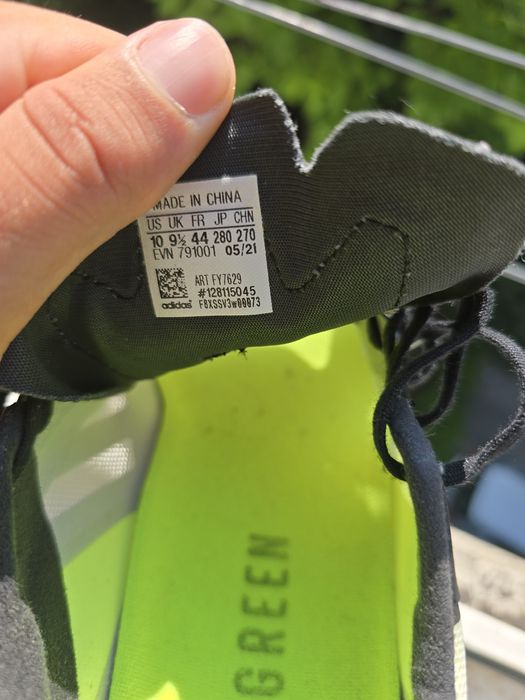 MADE IN CHINA
US UK FR JP CHN
10 9½ 44 280 270
EVN 791001 05/21
ART FY7629
#128115045
adidas F8XSSV3W00073
GREEN